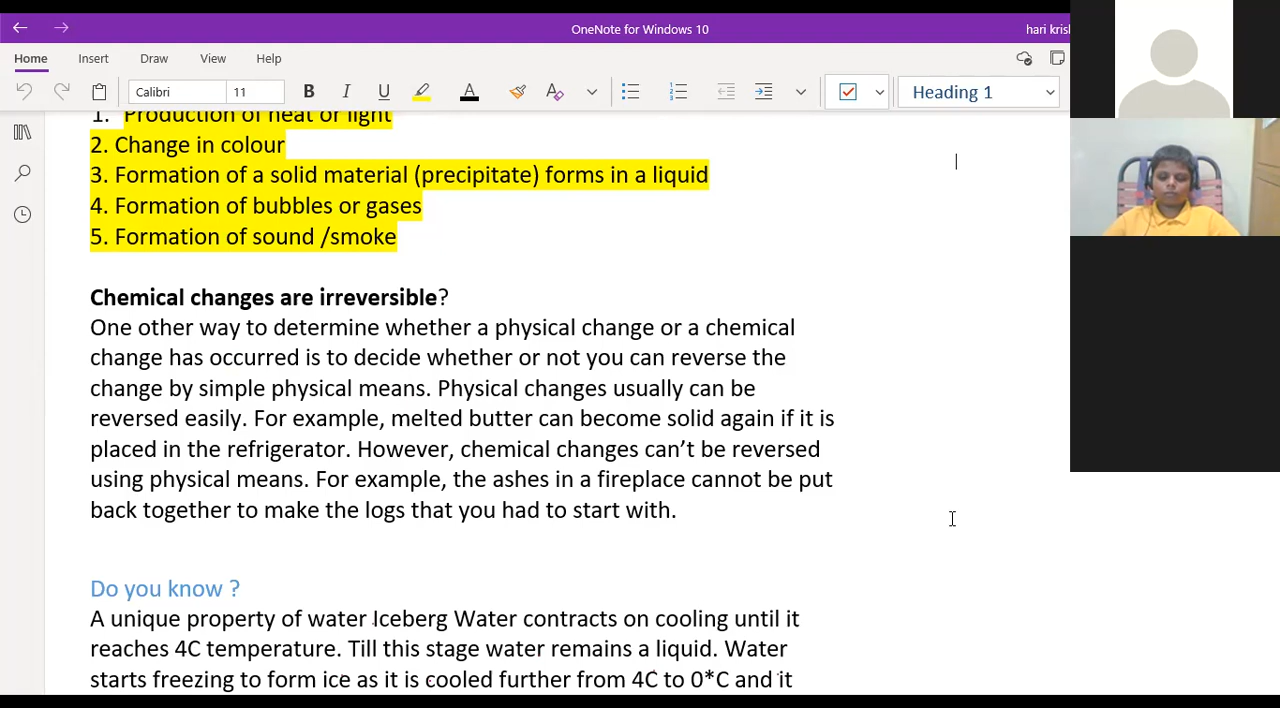 OneNote for Windows 10
hari krish
Home Insert Draw View Help
Calibri 11 B I U A A Heading 1
1. Production of heat or light
2. Change in colour
3. Formation of a solid material (precipitate) forms in a liquid
4. Formation of bubbles or gases
5. Formation of sound /smoke
Chemical changes are irreversible?
One other way to determine whether a physical change or a chemical
change has occurred is to decide whether or not you can reverse the
change by simple physical means. Physical changes usually can be
reversed easily. For example, melted butter can become solid again if it is
placed in the refrigerator. However, chemical changes can’t be reversed
using physical means. For example, the ashes in a fireplace cannot be put
back together to make the logs that you had to start with.
Do you know ?
A unique property of water Iceberg Water contracts on cooling until it
reaches 4C temperature. Till this stage water remains a liquid. Water
starts freezing to form ice as it is cooled further from 4C to 0*C and it